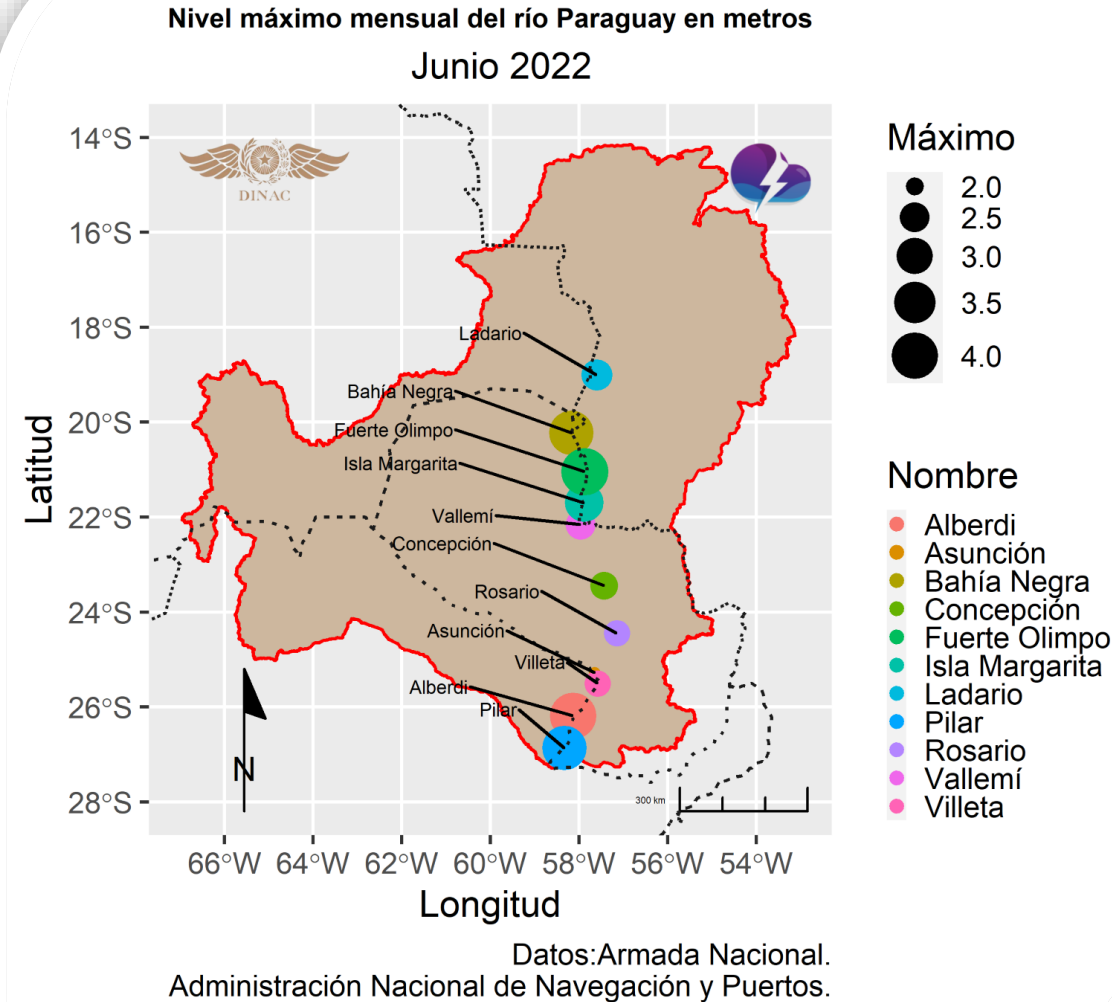 Nivel máximo mensual del río Paraguay en metros
Junio 2022
14°S
16°S
18°S
20°S
22°S
24°S
26°S
28°S
Latitud
DINAC
Ladario
Bahía Negra
Fuerte Olimpo
Isla Margarita
Vallemí
Concepción
Rosario
Asunción
Villeta
Alberdi
Pilar
N
300 km
66°W 64°W 62°W 60°W 58°W 56°W 54°W
Longitud
Máximo
2.0
2.5
3.0
3.5
4.0
Nombre
Alberdi
Asunción
Bahía Negra
Concepción
Fuerte Olimpo
Isla Margarita
Ladario
Pilar
Rosario
Vallemí
Villeta
Datos:Armada Nacional.
Administración Nacional de Navegación y Puertos.